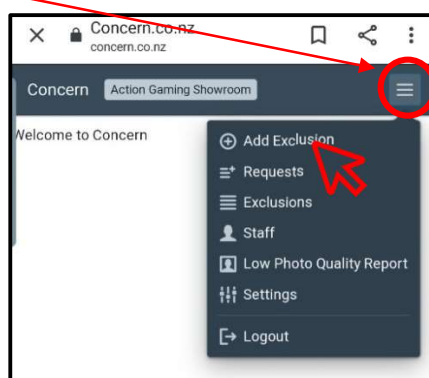 Concern.co.nz
concern.co.nz
Concern Action Gaming Showroom
Welcome to Concern
Add Exclusion
Requests
Exclusions
Staff
Low Photo Quality Report
Settings
Logout